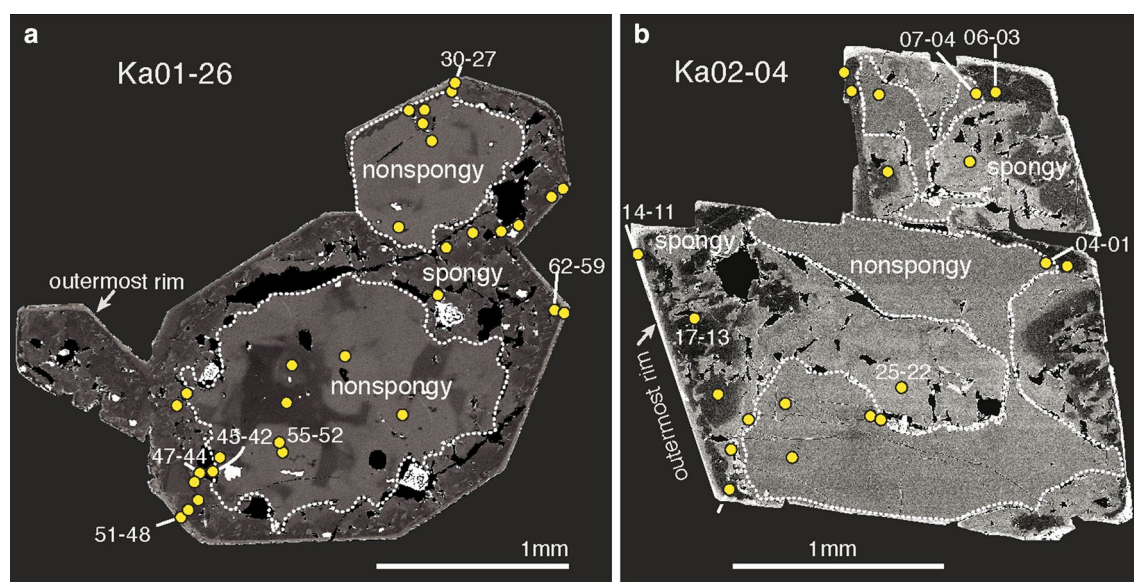 a
Ka01-26
30-27
nonspongy
spongy
62-59
outermost rim
nonspongy
45-42
55-52
47-44
51-48
1mm
b
Ka02-04
07-04
06-03
spongy
14-11
spongy
nonspongy
04-01
17-13
25-22
outermost rim
1mm